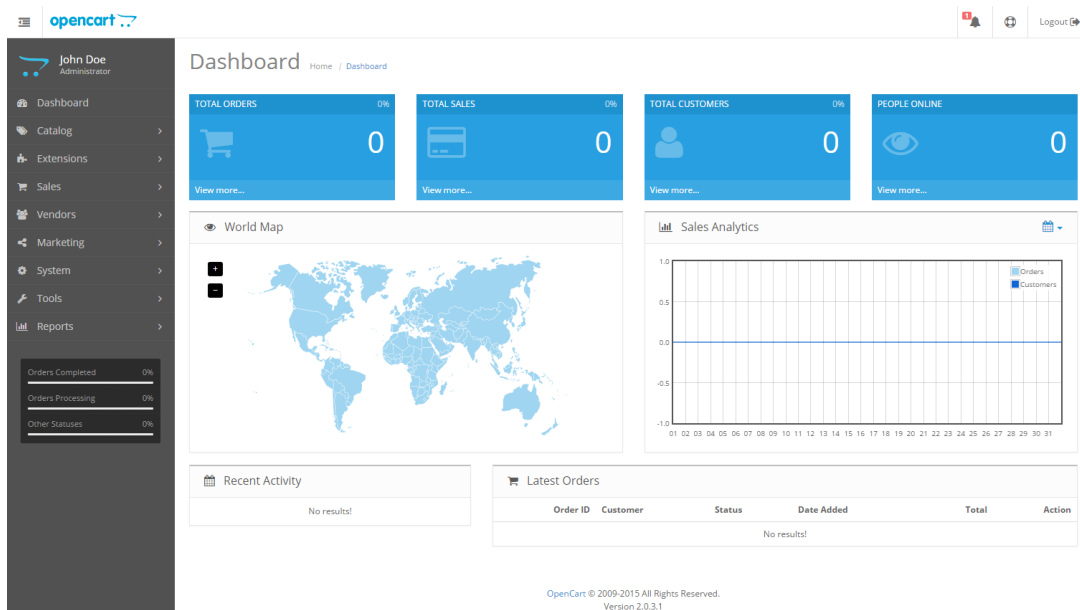 opencart
1
Logout
John Doe
Administrator
Dashboard
Catalog
Extensions
Sales
Vendors
Marketing
System
Tools
Reports
Orders Completed 0%
Orders Processing 0%
Other Statuses 0%
Dashboard Home / Dashboard
TOTAL ORDERS 0%
0
View more...
TOTAL SALES 0%
0
View more...
TOTAL CUSTOMERS 0%
0
View more...
PEOPLE ONLINE
0
View more...
World Map
+
−
Sales Analytics
Orders
Customers
1.0
0.5
0.0
-0.5
-1.0
01 02 03 04 05 06 07 08 09 10 11 12 13 14 15 16 17 18 19 20 21 22 23 24 25 26 27 28 29 30 31
Recent Activity
No results!
Latest Orders
Order ID Customer Status Date Added Total Action
No results!
OpenCart © 2009-2015 All Rights Reserved.
Version 2.0.3.1